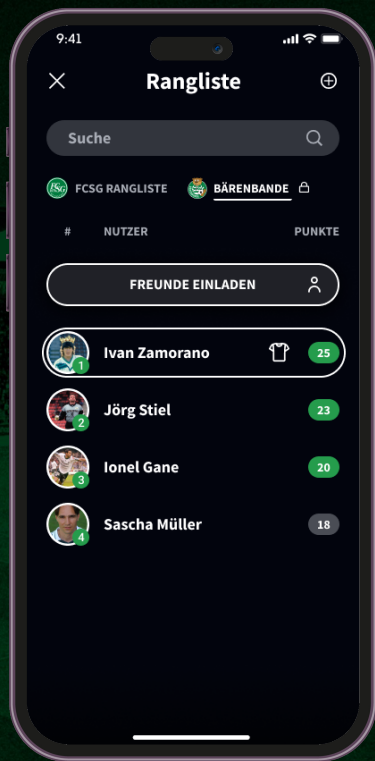 9:41
Rangliste
Suche
FSG FCSG RANGLISTE BÄRENBANDE
# NUTZER PUNKTE
FREUNDE EINLADEN
1 Ivan Zamorano 25
2 Jörg Stiel 23
3 Ionel Gane 20
4 Sascha Müller 18